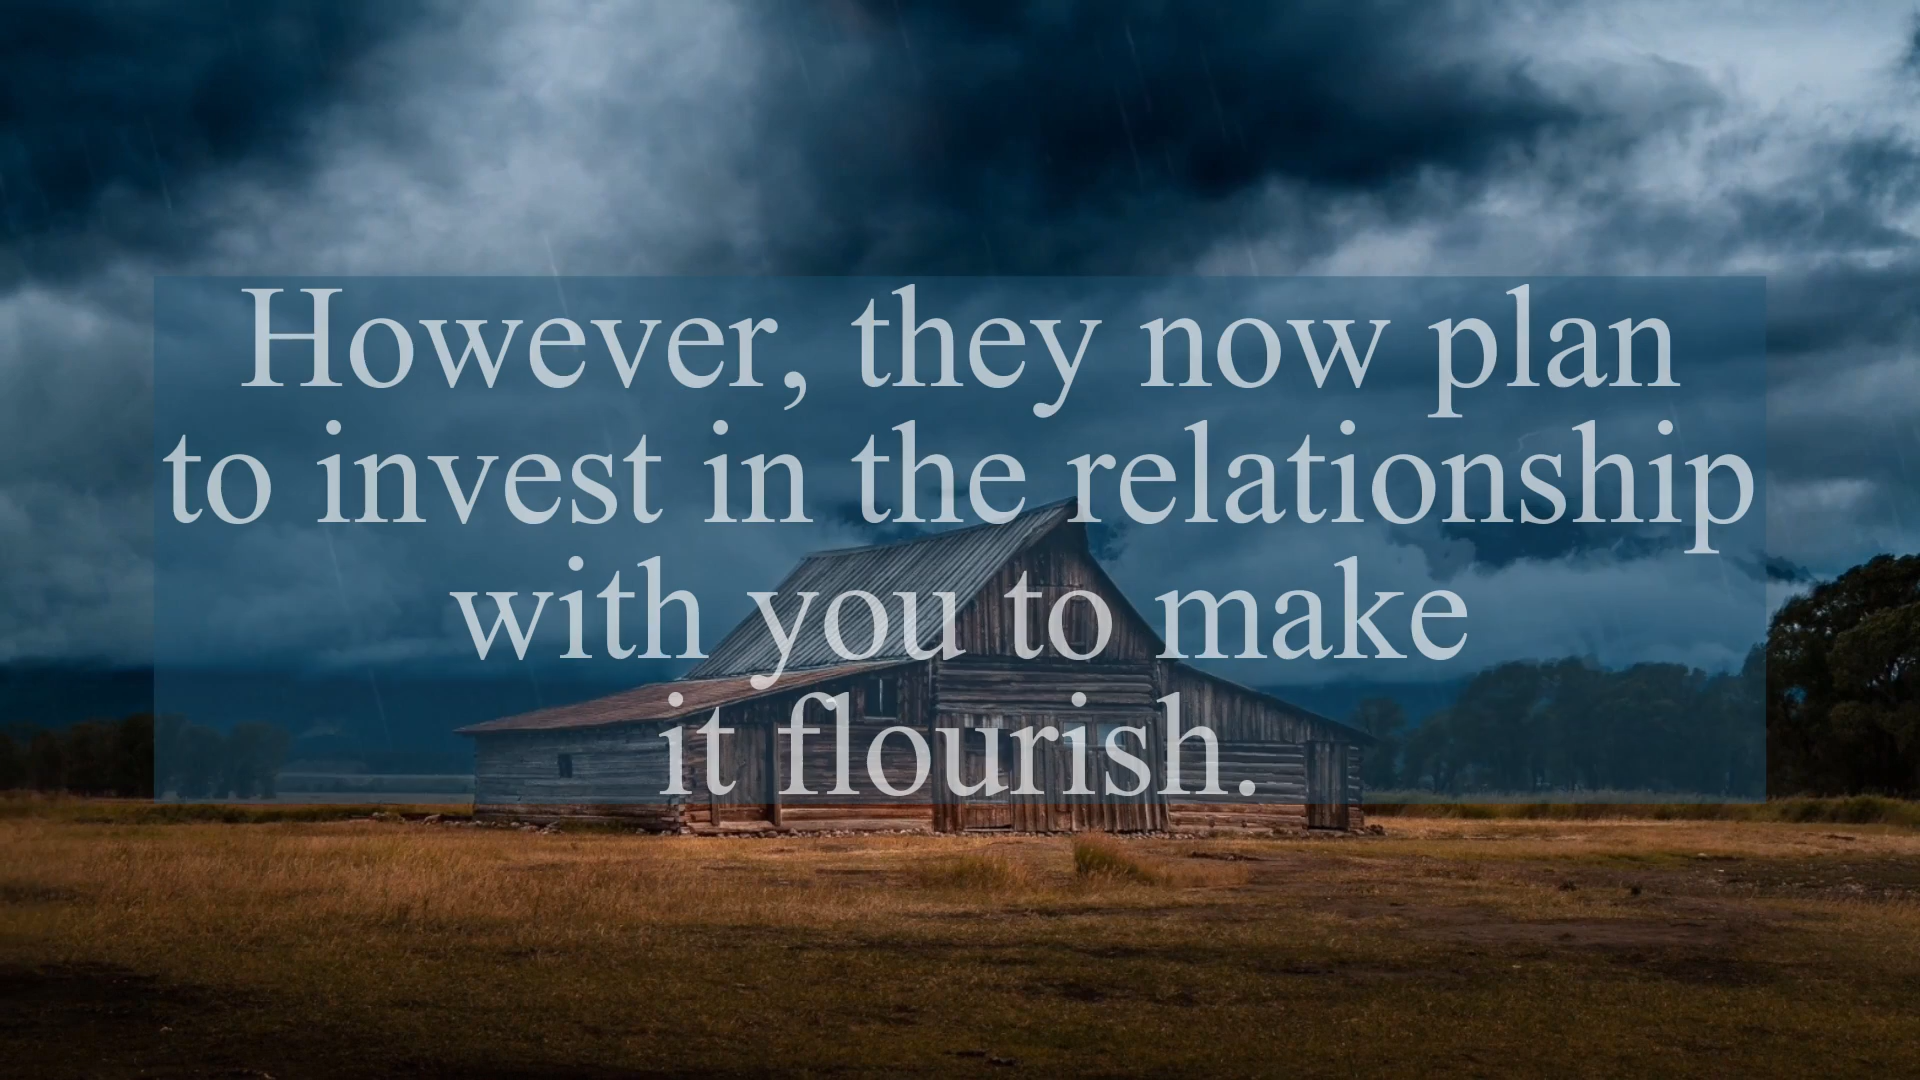 However, they now plan
to invest in the relationship
with you to make
it flourish.